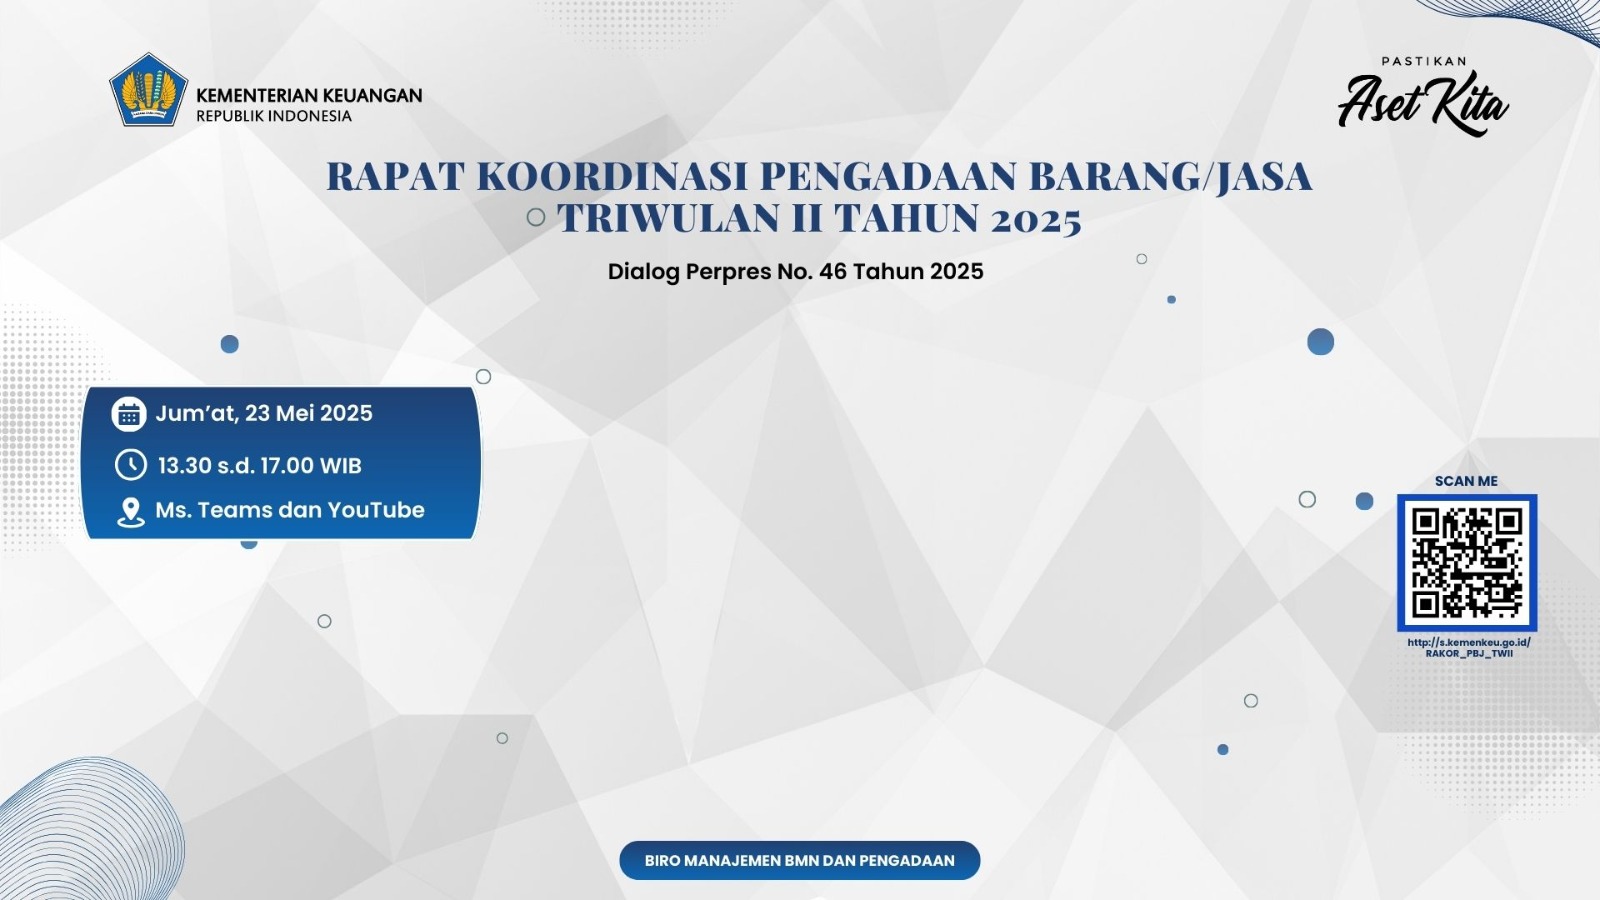 KEMENTERIAN KEUANGAN
REPUBLIK INDONESIA
PASTIKAN
Aset Kita
RAPAT KOORDINASI PENGADAAN BARANG/JASA
TRIWULAN II TAHUN 2025
Dialog Perpres No. 46 Tahun 2025
Jum'at, 23 Mei 2025
13.30 s.d. 17.00 WIB
Ms. Teams dan YouTube
SCAN ME
http://s.kemenkeu.go.id/
RAKOR_PBJ_TWII
BIRO MANAJEMEN BMN DAN PENGADAAN